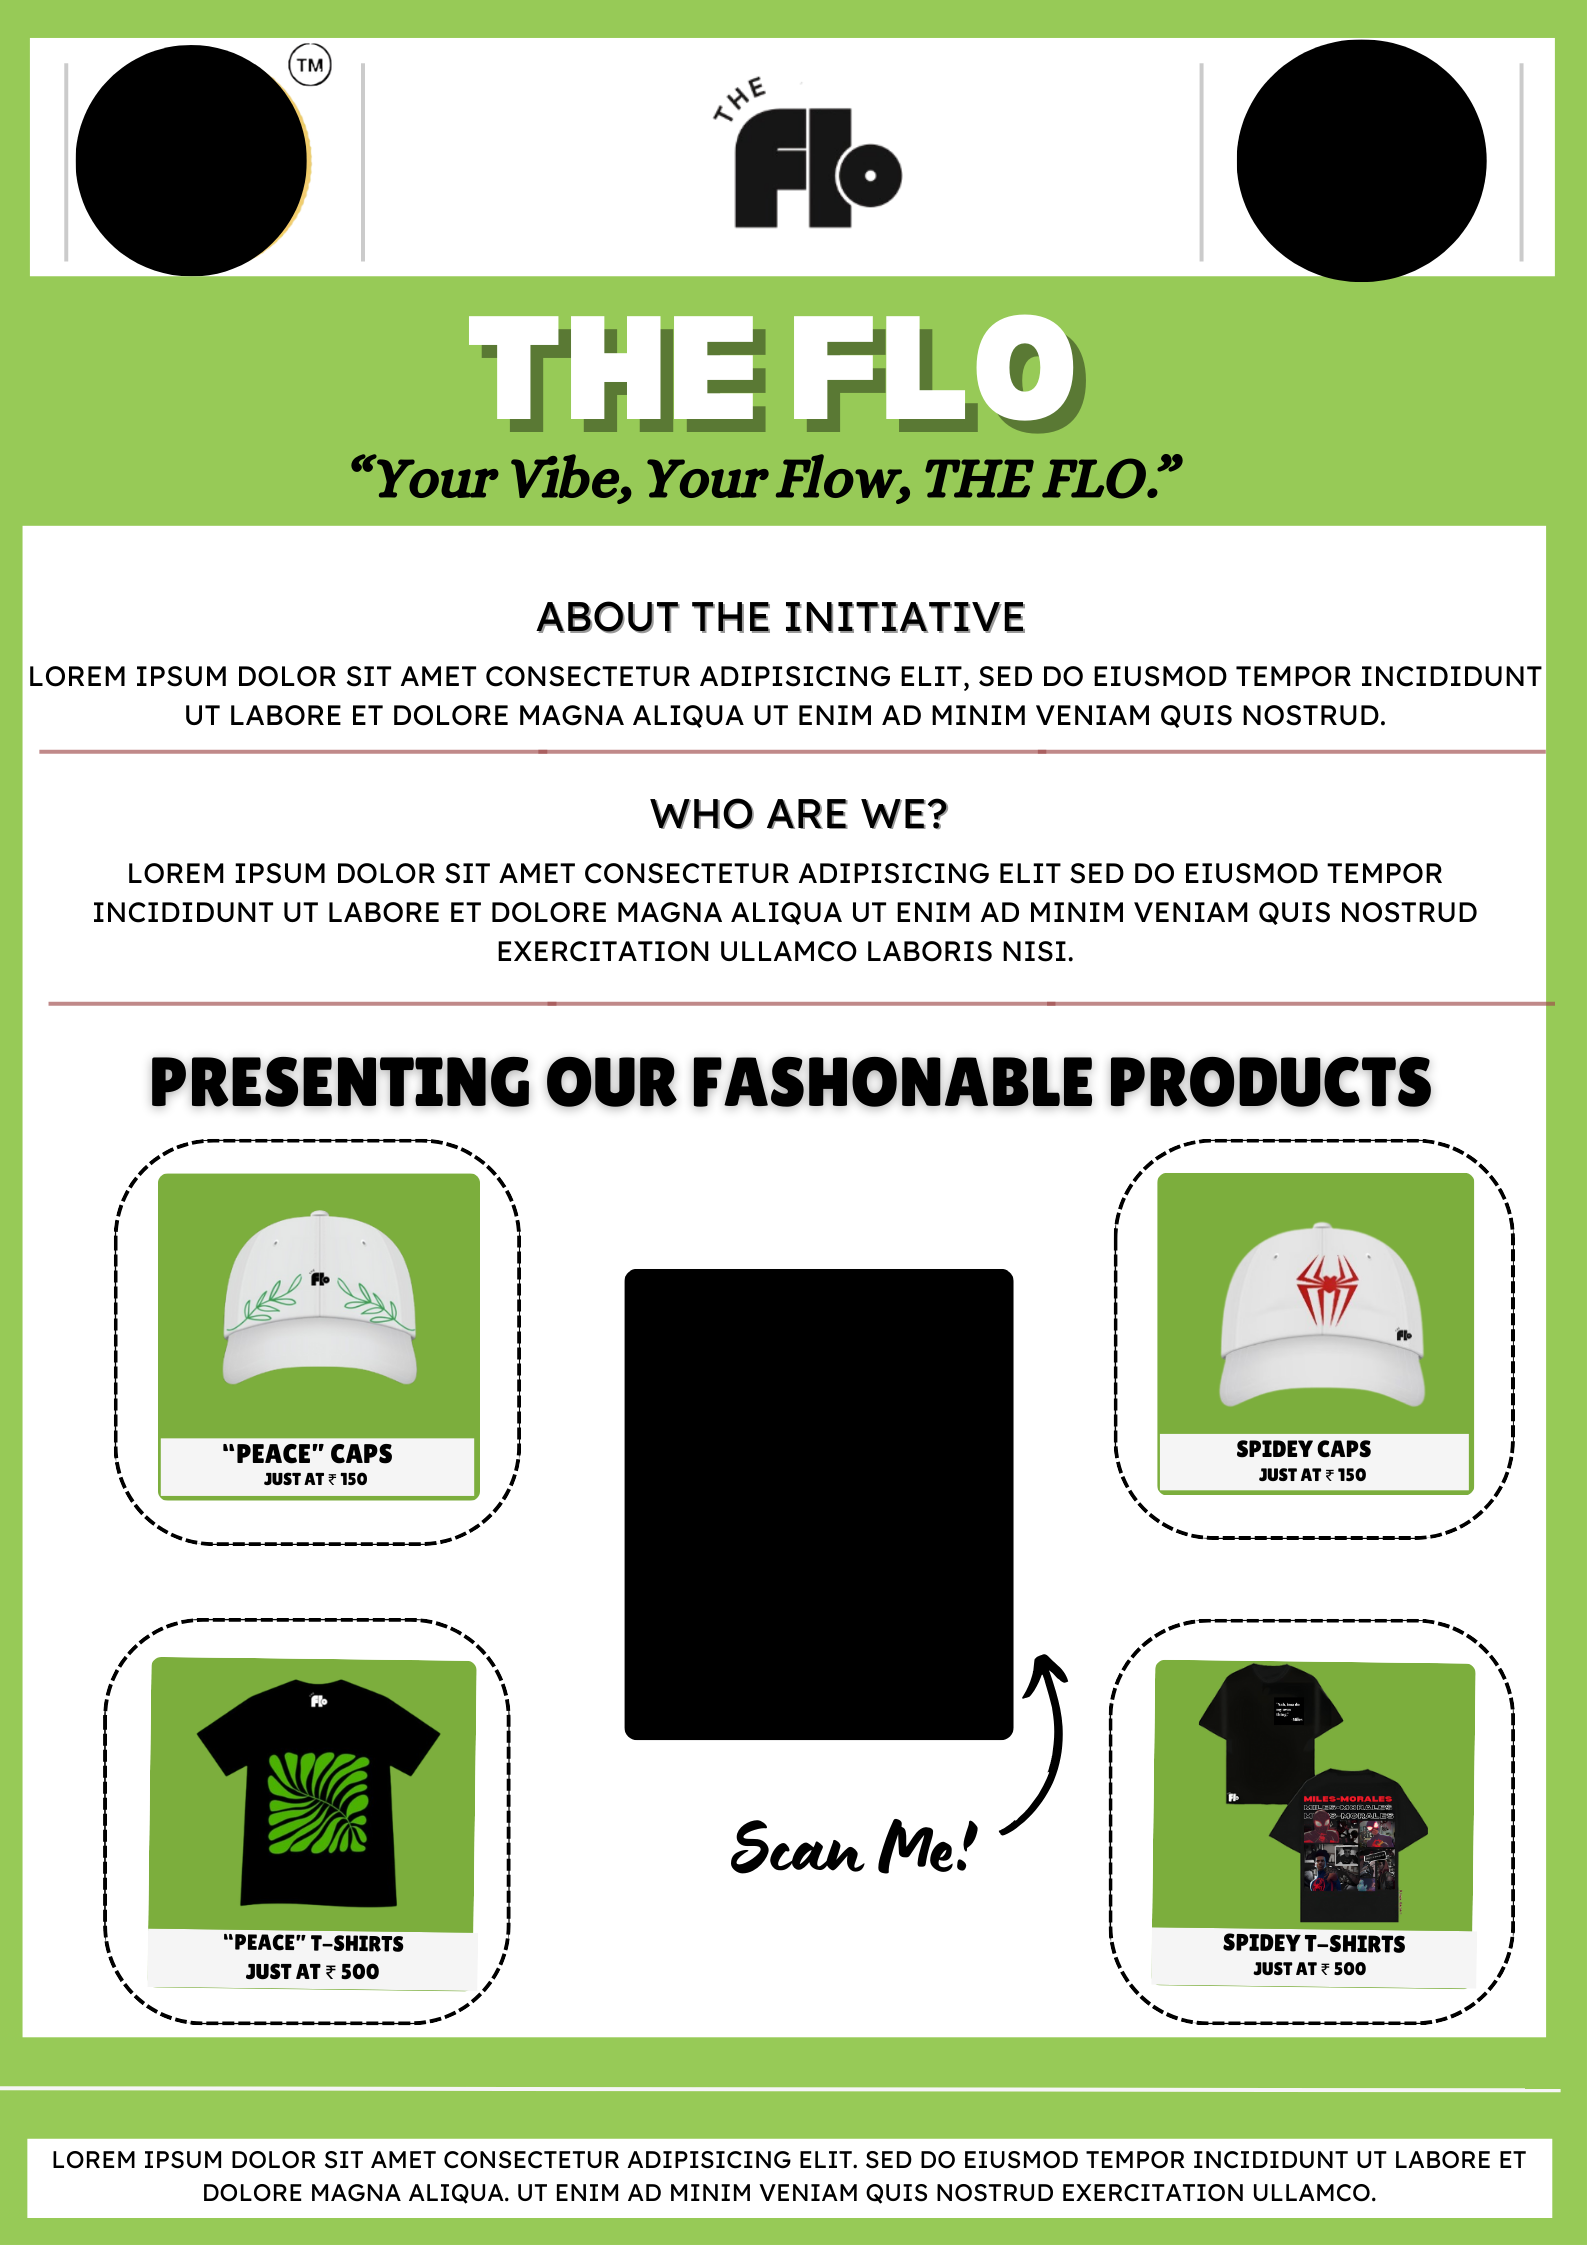 TM
THE
Flo
THE FLO
“Your Vibe, Your Flow, THE FLO.”
ABOUT THE INITIATIVE
LOREM IPSUM DOLOR SIT AMET CONSECTETUR ADIPISICING ELIT, SED DO EIUSMOD TEMPOR INCIDIDUNT
UT LABORE ET DOLORE MAGNA ALIQUA UT ENIM AD MINIM VENIAM QUIS NOSTRUD.
WHO ARE WE?
LOREM IPSUM DOLOR SIT AMET CONSECTETUR ADIPISICING ELIT SED DO EIUSMOD TEMPOR
INCIDIDUNT UT LABORE ET DOLORE MAGNA ALIQUA UT ENIM AD MINIM VENIAM QUIS NOSTRUD
EXERCITATION ULLAMCO LABORIS NISI.
PRESENTING OUR FASHONABLE PRODUCTS
Flo
“PEACE” CAPS
JUST AT ₹ 150
Flo
SPIDEY CAPS
JUST AT ₹ 150
Scan Me!
Flo
“PEACE” T-SHIRTS
JUST AT ₹ 500
Flo
MILES-MORALES
MILES-MORALES
MILES-MORALES
SPIDEY T-SHIRTS
JUST AT ₹ 500
LOREM IPSUM DOLOR SIT AMET CONSECTETUR ADIPISICING ELIT. SED DO EIUSMOD TEMPOR INCIDIDUNT UT LABORE ET
DOLORE MAGNA ALIQUA. UT ENIM AD MINIM VENIAM QUIS NOSTRUD EXERCITATION ULLAMCO.